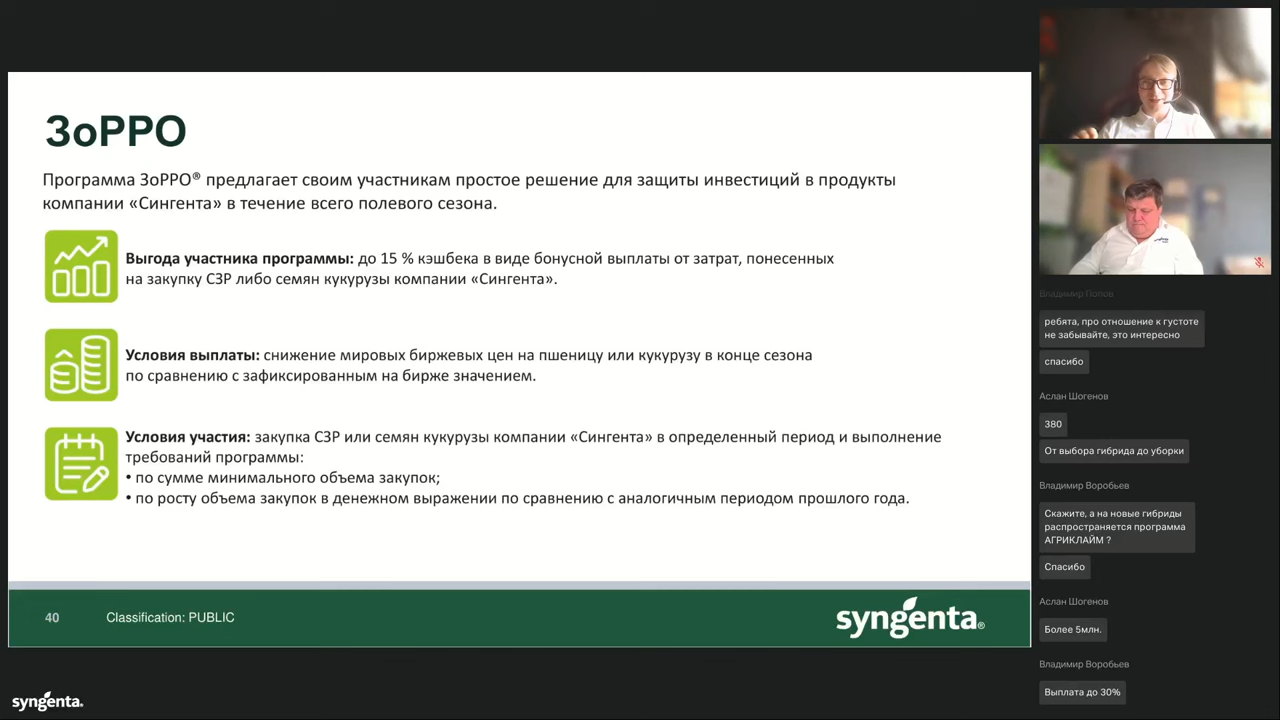 ЗоРРО
Программа ЗоРРО® предлагает своим участникам простое решение для защиты инвестиций в продукты
компании «Сингента» в течение всего полевого сезона.
Выгода участника программы: до 15 % кэшбека в виде бонусной выплаты от затрат, понесенных
на закупку СЗР либо семян кукурузы компании «Сингента».
Условия выплаты: снижение мировых биржевых цен на пшеницу или кукурузу в конце сезона
по сравнению с зафиксированным на бирже значением.
Условия участия: закупка СЗР или семян кукурузы компании «Сингента» в определенный период и выполнение
требований программы:
• по сумме минимального объема закупок;
• по росту объема закупок в денежном выражении по сравнению с аналогичным периодом прошлого года.
40
Classification: PUBLIC
syngenta®
syngenta.
Владимир Попов
ребята, про отношение к густоте
не забывайте, это интересно
спасибо
Аслан Шогенов
380
От выбора гибрида до уборки
Владимир Воробьев
Скажите, а на новые гибриды
распространяется программа
АГРИКЛАЙМ ?
Спасибо
Аслан Шогенов
Более 5млн.
Владимир Воробьев
Выплата до 30%